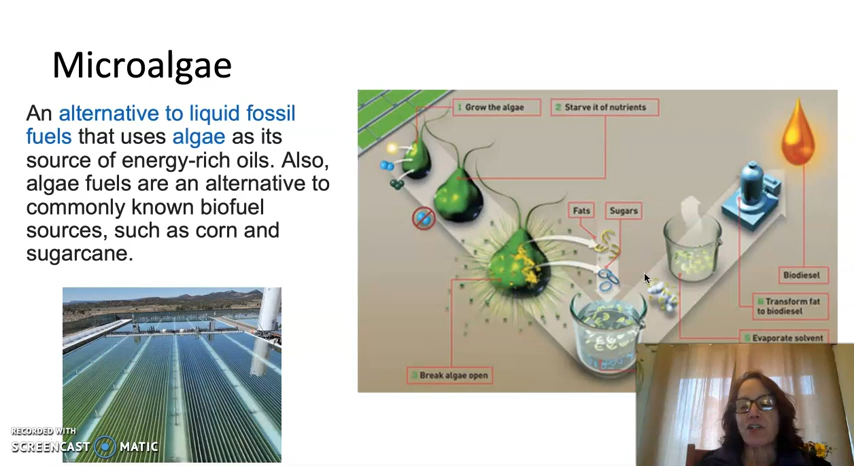 Microalgae
An alternative to liquid fossil
fuels that uses algae as its
source of energy-rich oils. Also,
algae fuels are an alternative to
commonly known biofuel
sources, such as corn and
sugarcane.
1 Grow the algae
2 Starve it of nutrients
Fats
Sugars
Biodiesel
6 Transform fat
to biodiesel
5 Evaporate solvent
3 Break algae open
RECORDED WITH
SCREENCAST MATIC